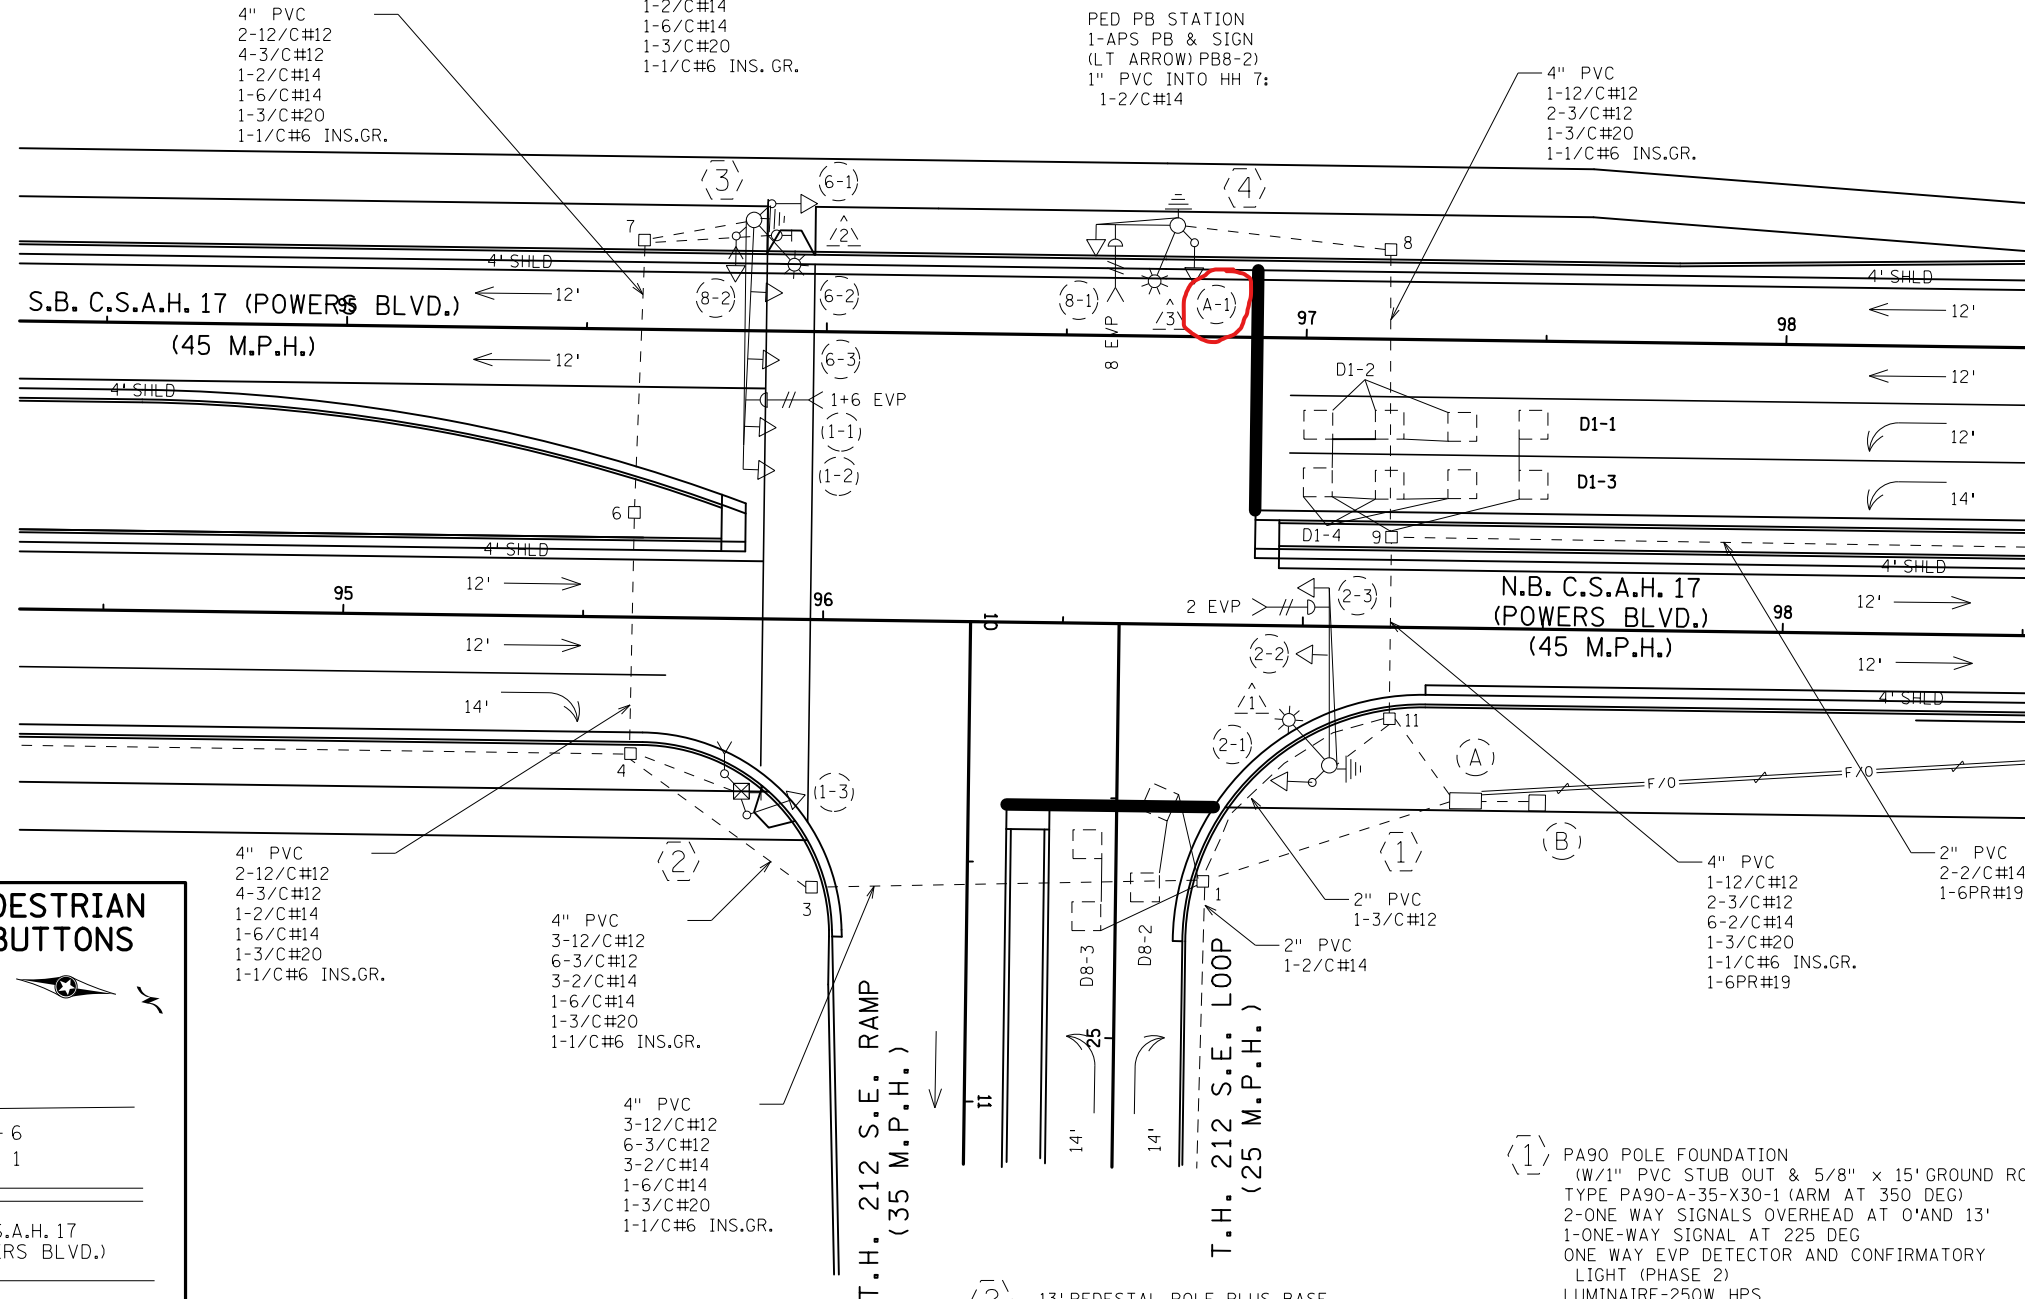 4" PVC
2-12/C#12
4-3/C#12
1-2/C#14
1-6/C#14
1-3/C#20
1-1/C#6 INS.GR.
1-2/C#14
1-6/C#14
1-3/C#20
1-1/C#6 INS.GR.
PED PB STATION
1-APS PB & SIGN
(LT ARROW) PB8-2)
1" PVC INTO HH 7:
1-2/C#14
4" PVC
1-12/C#12
2-3/C#12
1-3/C#20
1-1/C#6 INS.GR.
3
6-1
4
7
2
8
4' SHLD
4' SHLD
S.B. C.S.A.H. 17 (POWERS BLVD.)
95
12'
8-2
6-2
8-1
8 EVP
3
A-1
97
98
12'
(45 M.P.H.)
12'
6-3
D1-2
12'
4' SHLD
1+6 EVP
1-1
D1-1
12'
1-2
D1-3
14'
6
4' SHLD
D1-4
9
4' SHLD
12'
95
96
10
2 EVP
2-3
N.B. C.S.A.H. 17
(POWERS BLVD.)
(45 M.P.H.)
98
12'
12'
2-2
12'
14'
1
4' SHLD
2-1
11
4
A
1-3
F/O
F/O
2
1
B
3
1
4" PVC
2-12/C#12
4-3/C#12
1-2/C#14
1-6/C#14
1-3/C#20
1-1/C#6 INS.GR.
4" PVC
3-12/C#12
6-3/C#12
3-2/C#14
1-6/C#14
1-3/C#20
1-1/C#6 INS.GR.
D8-3
D8-2
2" PVC
1-3/C#12
2" PVC
1-2/C#14
4" PVC
1-12/C#12
2-3/C#12
6-2/C#14
1-3/C#20
1-1/C#6 INS.GR.
1-6PR#19
2" PVC
2-2/C#14
1-6PR#19
DESTRIAN
BUTTONS
6
1
S.A.H. 17
ERS BLVD.)
4" PVC
3-12/C#12
6-3/C#12
3-2/C#14
1-6/C#14
1-3/C#20
1-1/C#6 INS.GR.
T.H. 212 S.E. RAMP
(35 M.P.H.)
11
25
14'
14'
T.H. 212 S.E. LOOP
(25 M.P.H.)
1
PA90 POLE FOUNDATION
(W/1" PVC STUB OUT & 5/8" x 15' GROUND RO
TYPE PA90-A-35-X30-1 (ARM AT 350 DEG)
2-ONE WAY SIGNALS OVERHEAD AT 0'AND 13'
1-ONE-WAY SIGNAL AT 225 DEG
ONE WAY EVP DETECTOR AND CONFIRMATORY
LIGHT (PHASE 2)
LUMINAIRE-250W HPS
2
13' PEDESTAL POLE PLUS BASE